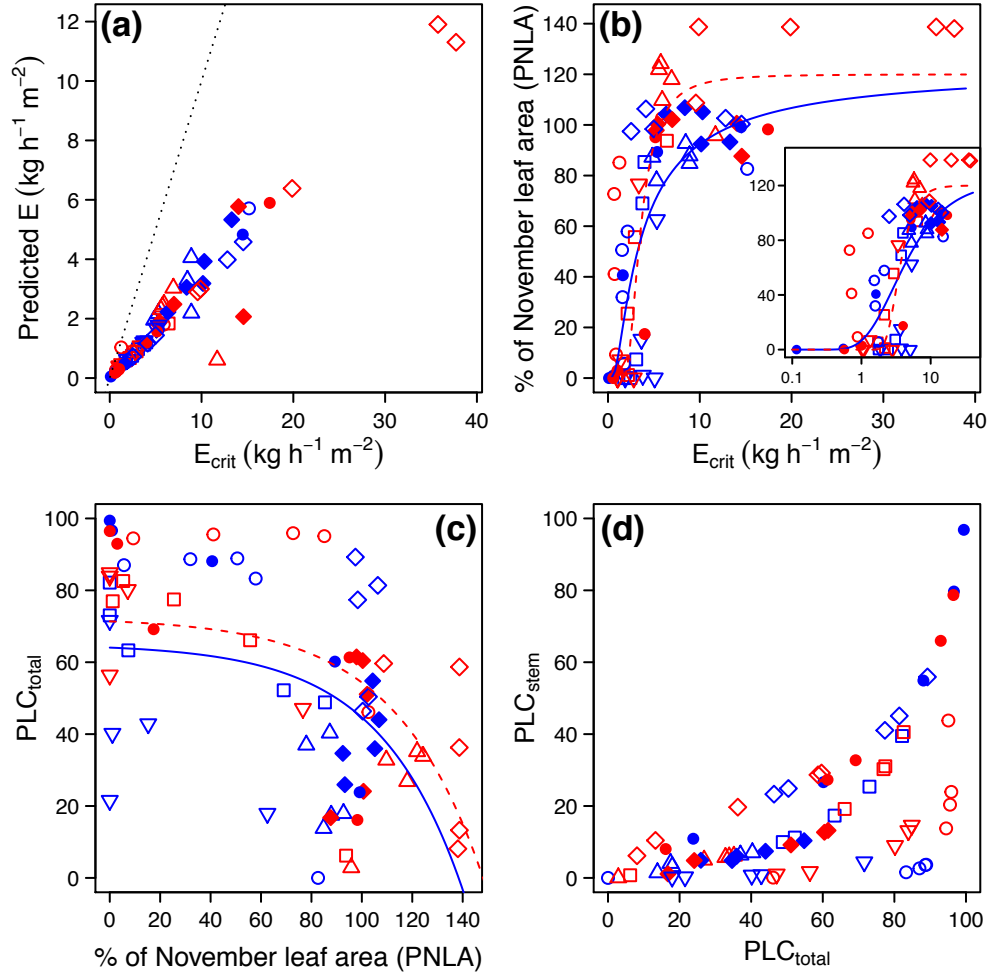 (a)
12
10
8
6
4
2
0
Predicted E (kg h⁻¹ m⁻²)
0 10 20 30 40
E_crit (kg h⁻¹ m⁻²)
(b)
140
120
100
80
60
40
20
0
% of November leaf area (PNLA)
0 10 20 30 40
E_crit (kg h⁻¹ m⁻²)
120
80
40
0
0.1 1 10
(c)
100
80
60
40
20
0
PLC_total
0 20 40 60 80 100 120 140
% of November leaf area (PNLA)
(d)
100
80
60
40
20
0
PLC_stem
0 20 40 60 80 100
PLC_total